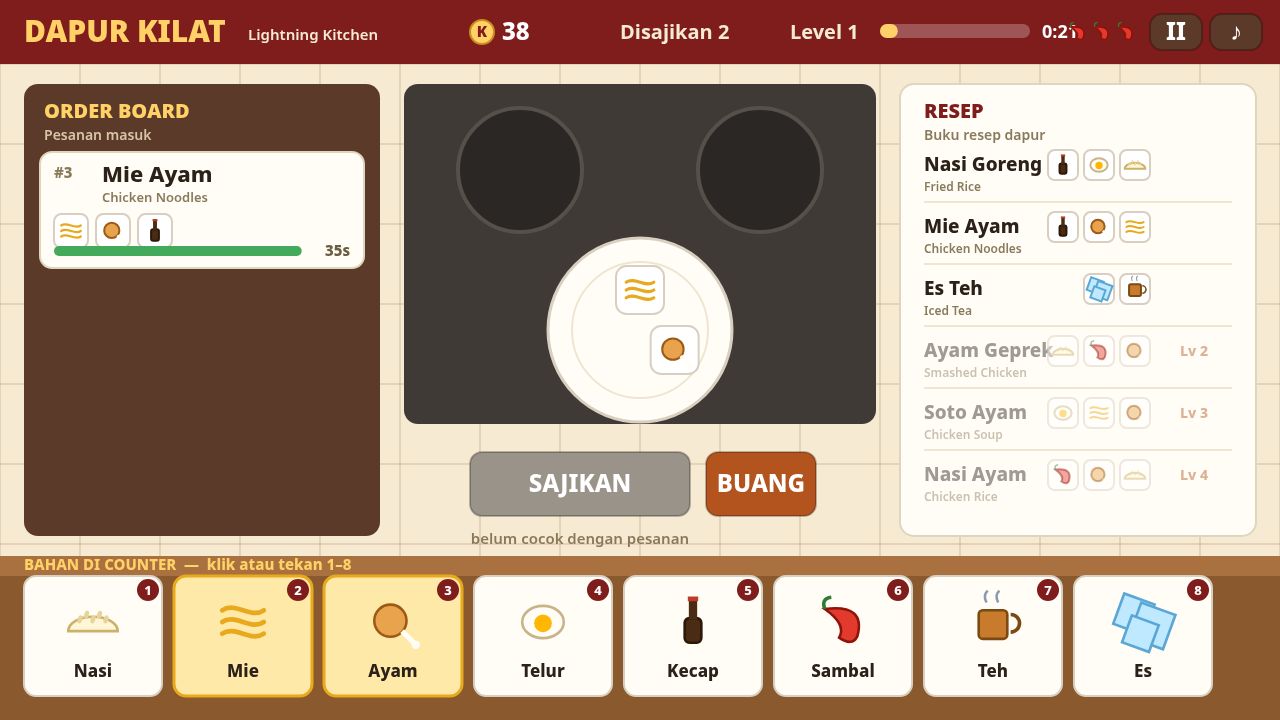 DAPUR KILAT Lightning Kitchen K 38 Disajikan 2 Level 1 II ♪
ORDER BOARD
Pesanan masuk
#3 Mie Ayam
Chicken Noodles
35s
SAJIKAN BUANG
belum cocok dengan pesanan
RESEP
Buku resep dapur
Nasi Goreng
Fried Rice
Mie Ayam
Chicken Noodles
Es Teh
Iced Tea
Ayam Geprek Lv 2
Smashed Chicken
Soto Ayam Lv 3
Chicken Soup
Nasi Ayam Lv 4
Chicken Rice
BAHAN DI COUNTER — klik atau tekan 1–8
1 2 3 4 5 6 7 8
Nasi Mie Ayam Telur Kecap Sambal Teh Es